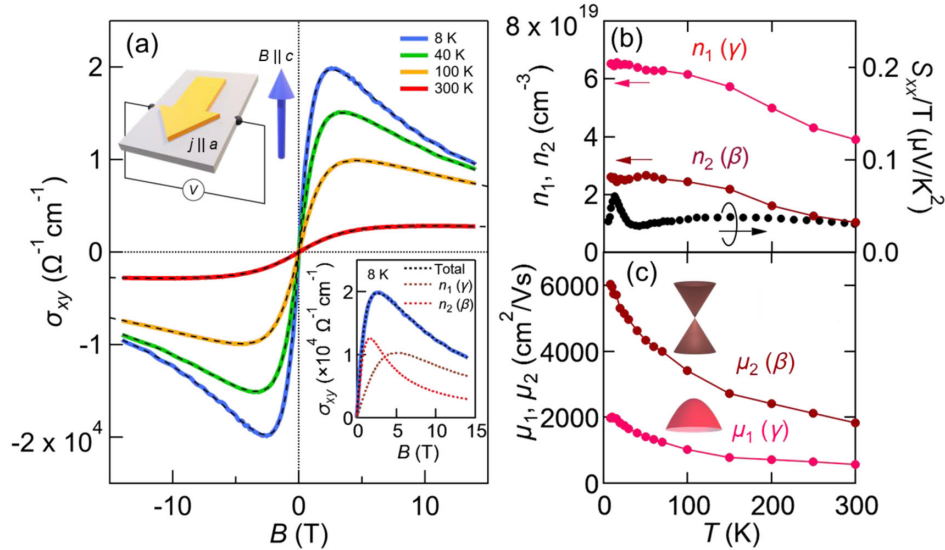 (a)
8 K
40 K
100 K
300 K
B || c
j || a
V
2
1
0
-1
-2 x 10⁴
σxy (Ω⁻¹cm⁻¹)
-10
0
10
B (T)
8 K
Total
n₁ (γ)
n₂ (β)
σxy (×10⁴ Ω⁻¹ cm⁻¹)
2
1
0
0
5
10
15
B (T)
(b)
8 x 10¹⁹
6
4
2
0
n₁, n₂ (cm⁻³)
n₁ (γ)
n₂ (β)
0.2
0.1
0.0
Sxx/T (μV/K²)
(c)
6000
4000
2000
0
μ₁, μ₂ (cm²/Vs)
μ₂ (β)
μ₁ (γ)
0
100
200
300
T (K)